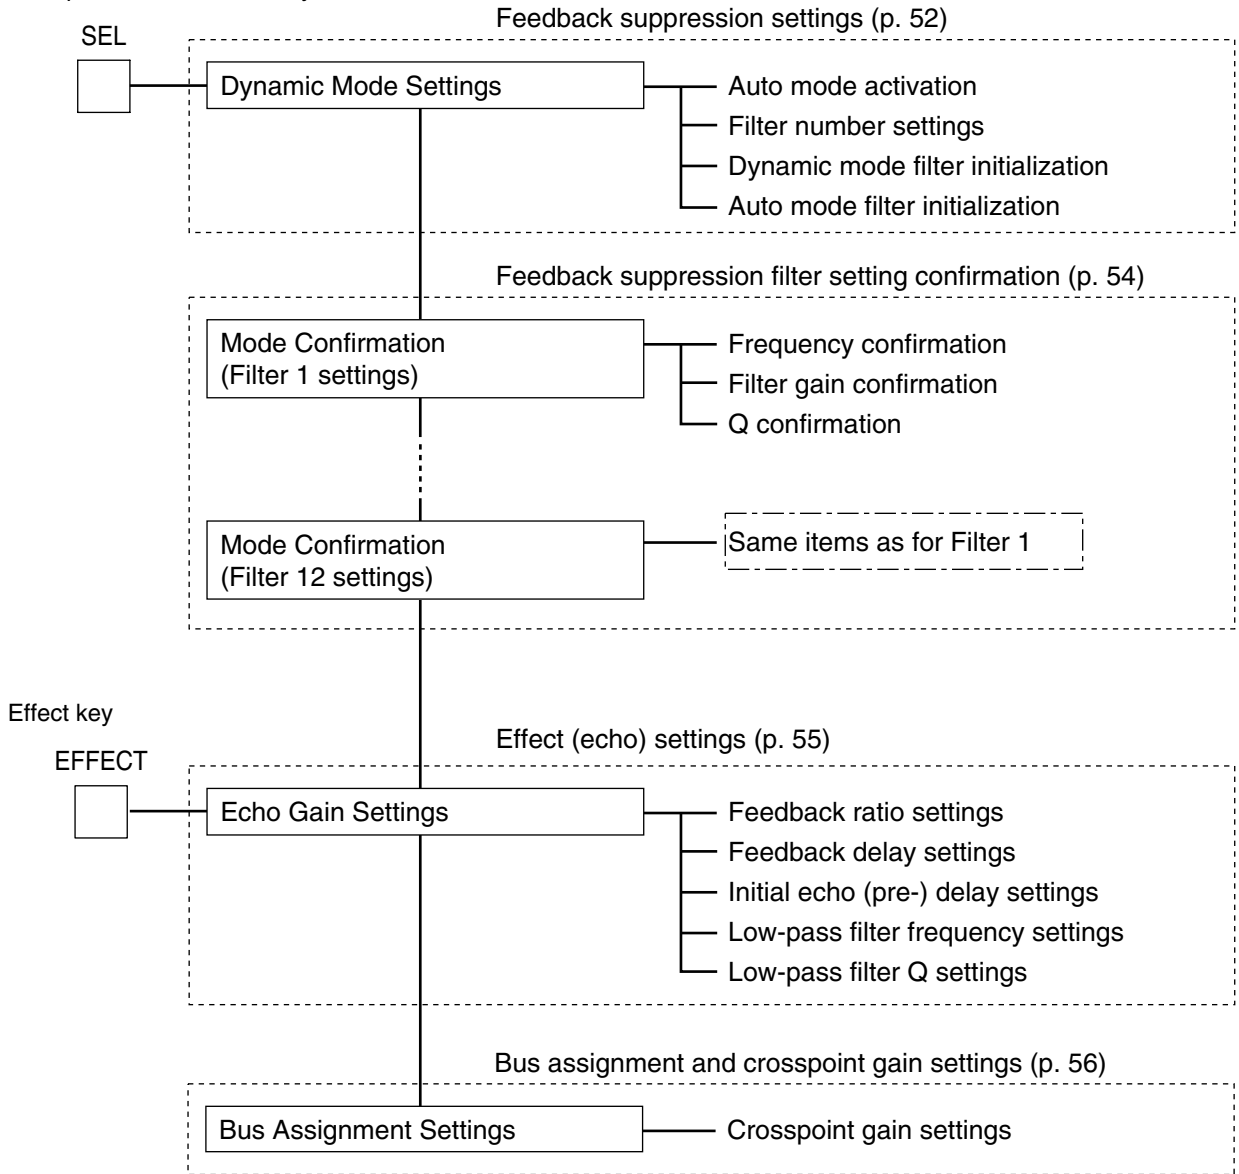 Feedback suppression settings (p. 52)
SEL
Dynamic Mode Settings
Auto mode activation
Filter number settings
Dynamic mode filter initialization
Auto mode filter initialization
Feedback suppression filter setting confirmation (p. 54)
Mode Confirmation
(Filter 1 settings)
Frequency confirmation
Filter gain confirmation
Q confirmation
Mode Confirmation
(Filter 12 settings)
Same items as for Filter 1
Effect key
EFFECT
Effect (echo) settings (p. 55)
Echo Gain Settings
Feedback ratio settings
Feedback delay settings
Initial echo (pre-) delay settings
Low-pass filter frequency settings
Low-pass filter Q settings
Bus assignment and crosspoint gain settings (p. 56)
Bus Assignment Settings
Crosspoint gain settings